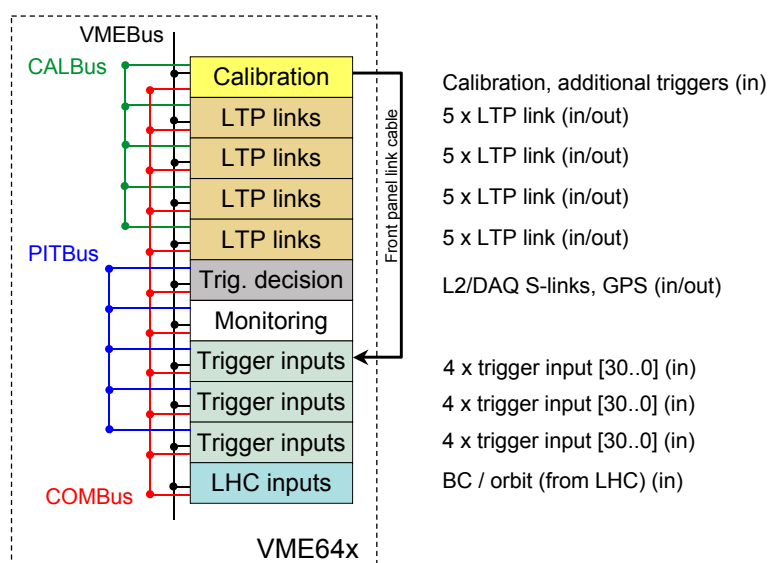 VMEBus
CALBus
Calibration
Calibration, additional triggers (in)
LTP links
5 x LTP link (in/out)
LTP links
5 x LTP link (in/out)
LTP links
5 x LTP link (in/out)
LTP links
5 x LTP link (in/out)
Front panel link cable
PITBus
Trig. decision
L2/DAQ S-links, GPS (in/out)
Monitoring
Trigger inputs
4 x trigger input [30..0] (in)
Trigger inputs
4 x trigger input [30..0] (in)
Trigger inputs
4 x trigger input [30..0] (in)
COMBus
LHC inputs
BC / orbit (from LHC) (in)
VME64x